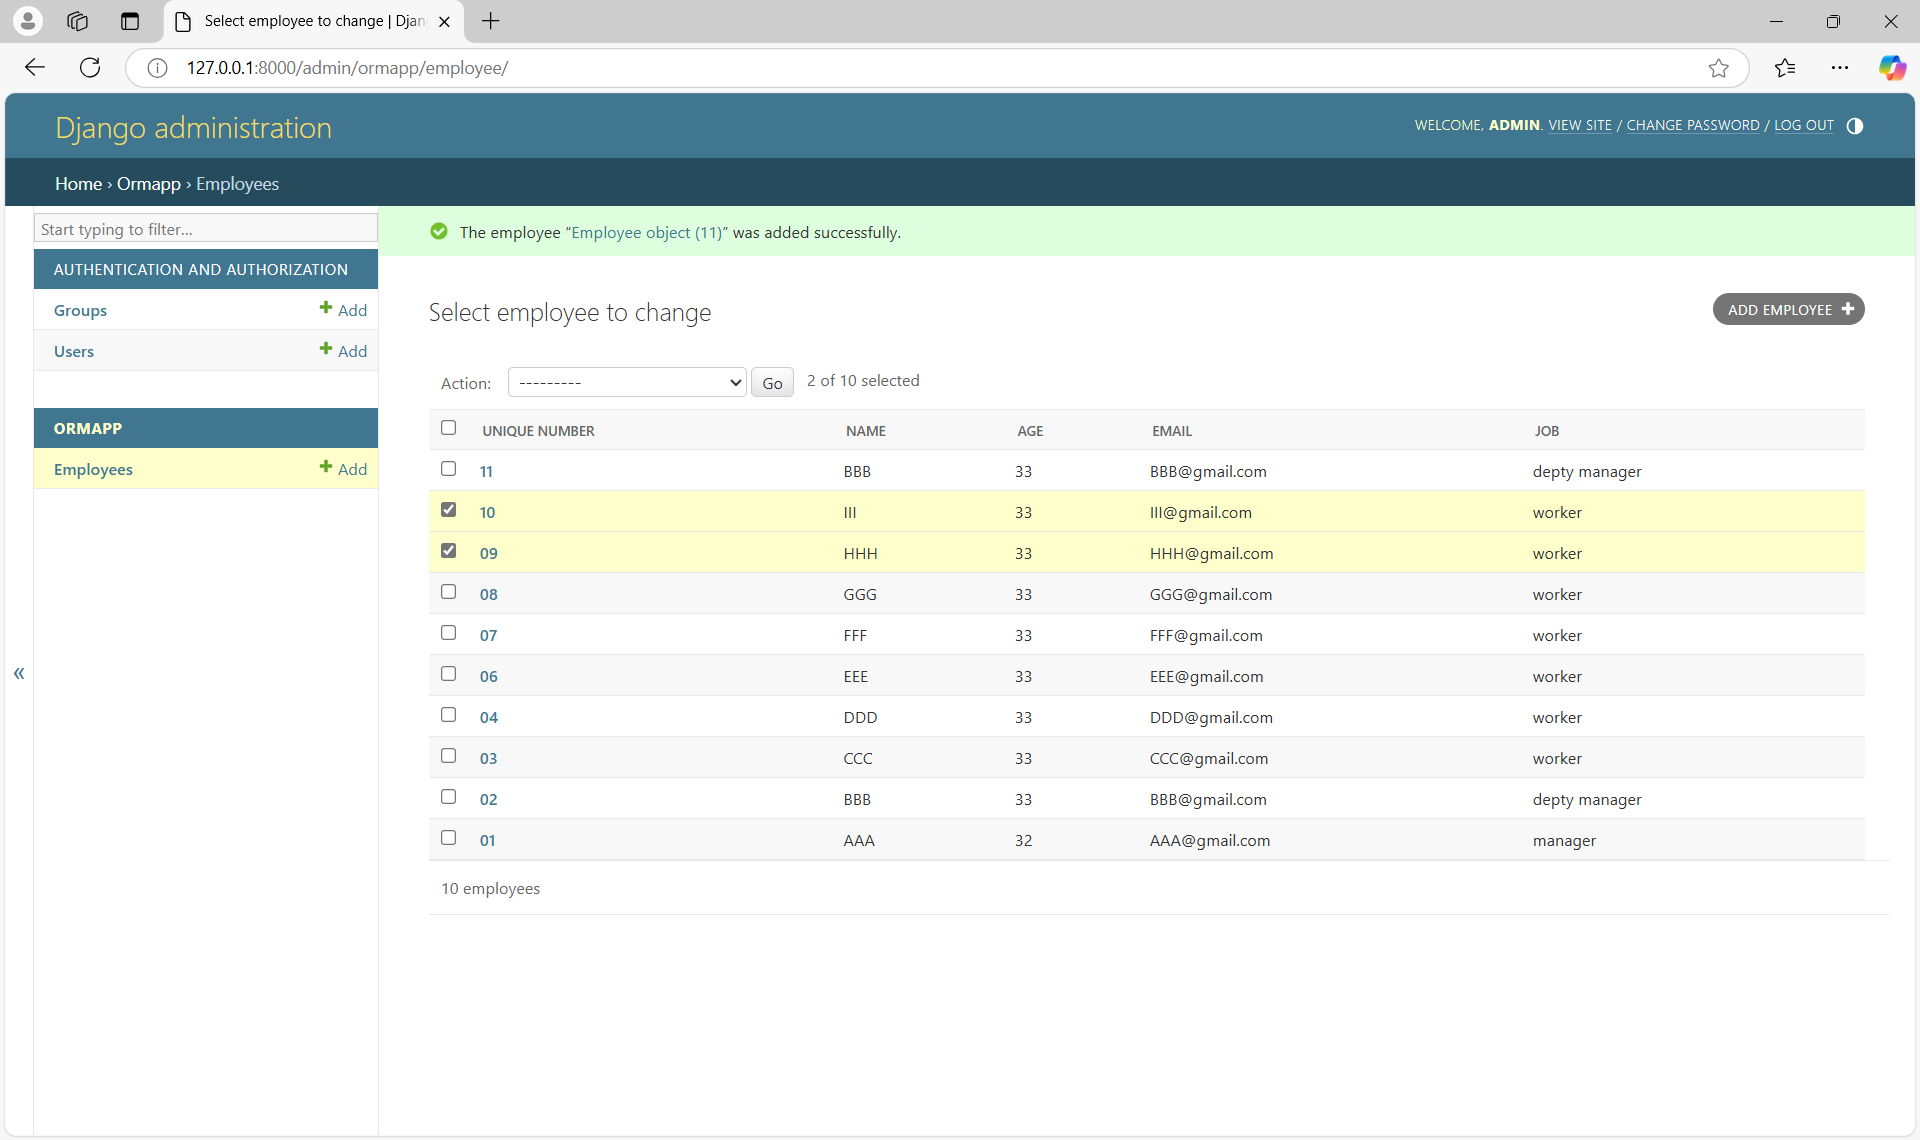 Select employee to change | Djan
127.0.0.1:8000/admin/ormapp/employee/
Django administration
WELCOME, ADMIN. VIEW SITE / CHANGE PASSWORD / LOG OUT
Home › Ormapp › Employees
Start typing to filter...
The employee “Employee object (11)” was added successfully.
AUTHENTICATION AND AUTHORIZATION
Groups Add
Users Add
ORMAPP
Employees Add
«
Select employee to change
ADD EMPLOYEE
Action: --------- Go 2 of 10 selected
UNIQUE NUMBER NAME AGE EMAIL JOB
11 BBB 33 BBB@gmail.com depty manager
10 III 33 III@gmail.com worker
09 HHH 33 HHH@gmail.com worker
08 GGG 33 GGG@gmail.com worker
07 FFF 33 FFF@gmail.com worker
06 EEE 33 EEE@gmail.com worker
04 DDD 33 DDD@gmail.com worker
03 CCC 33 CCC@gmail.com worker
02 BBB 33 BBB@gmail.com depty manager
01 AAA 32 AAA@gmail.com manager
10 employees